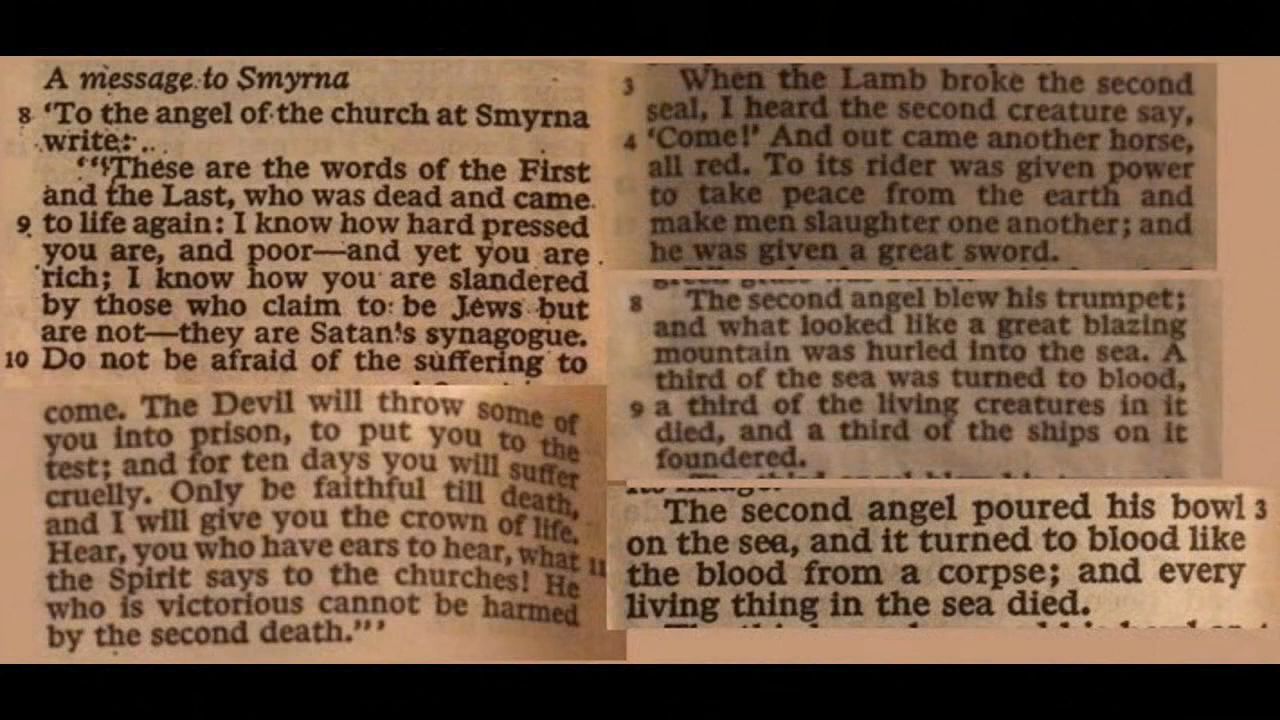 A message to Smyrna
8 'To the angel of the church at Smyrna
write:
'"These are the words of the First
and the Last, who was dead and came
9 to life again: I know how hard pressed
you are, and poor—and yet you are
rich; I know how you are slandered
by those who claim to be Jews but
are not—they are Satan's synagogue.
10 Do not be afraid of the suffering to
come. The Devil will throw some of
you into prison, to put you to the
test; and for ten days you will suffer
cruelly. Only be faithful till death,
and I will give you the crown of life.
Hear, you who have ears to hear, what 11
the Spirit says to the churches! He
who is victorious cannot be harmed
by the second death."'
3 When the Lamb broke the second
seal, I heard the second creature say,
4 'Come!' And out came another horse,
all red. To its rider was given power
to take peace from the earth and
make men slaughter one another; and
he was given a great sword.
8 The second angel blew his trumpet;
and what looked like a great blazing
mountain was hurled into the sea. A
third of the sea was turned to blood,
9 a third of the living creatures in it
died, and a third of the ships on it
foundered.
The second angel poured his bowl 3
on the sea, and it turned to blood like
the blood from a corpse; and every
living thing in the sea died.